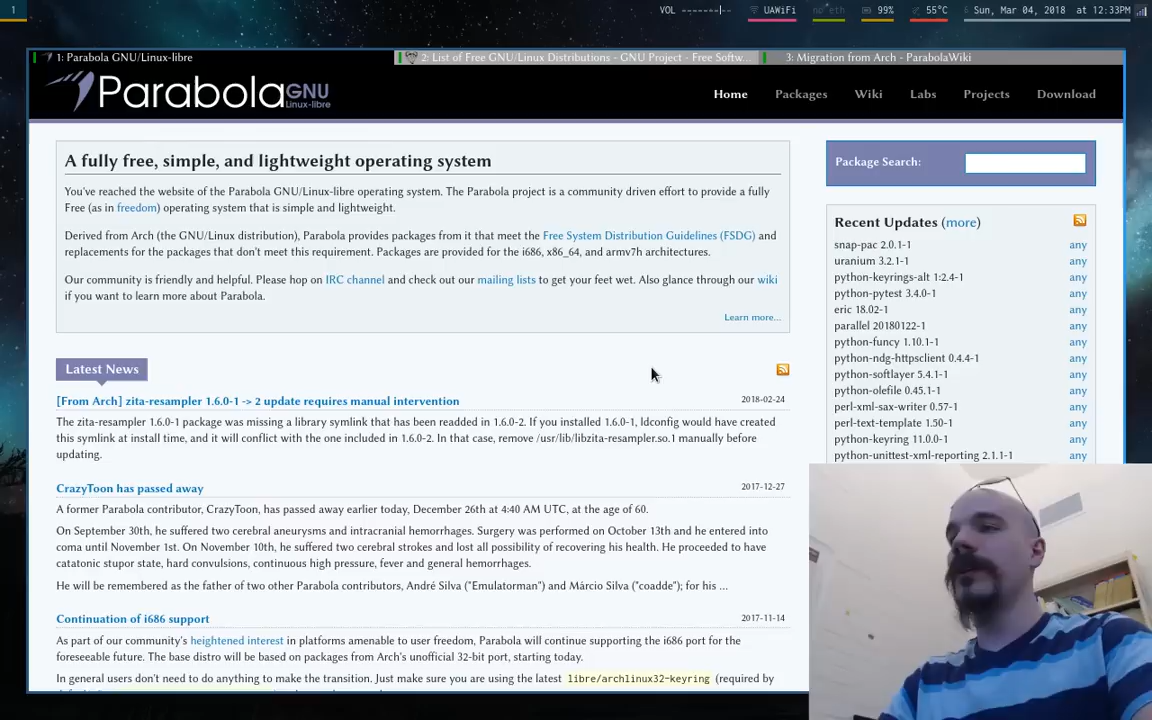 1
VOL
UAWiFi
no eth
99%
55°C
Sun, Mar 04, 2018 at 12:33PM
1: Parabola GNU/Linux-libre
2: List of Free GNU/Linux Distributions - GNU Project - Free Softw...
3: Migration from Arch - ParabolaWiki
Parabola GNU Linux-libre
Home Packages Wiki Labs Projects Download
A fully free, simple, and lightweight operating system
You've reached the website of the Parabola GNU/Linux-libre operating system. The Parabola project is a community driven effort to provide a fully
Free (as in freedom) operating system that is simple and lightweight.
Derived from Arch (the GNU/Linux distribution), Parabola provides packages from it that meet the Free System Distribution Guidelines (FSDG) and
replacements for the packages that don't meet this requirement. Packages are provided for the i686, x86_64, and armv7h architectures.
Our community is friendly and helpful. Please hop on IRC channel and check out our mailing lists to get your feet wet. Also glance through our wiki
if you want to learn more about Parabola.
Learn more...
Latest News
[From Arch] zita-resampler 1.6.0-1 -> 2 update requires manual intervention 2018-02-24
The zita-resampler 1.6.0-1 package was missing a library symlink that has been readded in 1.6.0-2. If you installed 1.6.0-1, ldconfig would have created
this symlink at install time, and it will conflict with the one included in 1.6.0-2. In that case, remove /usr/lib/libzita-resampler.so.1 manually before
updating.
CrazyToon has passed away 2017-12-27
A former Parabola contributor, CrazyToon, has passed away earlier today, December 26th at 4:40 AM UTC, at the age of 60.
On September 30th, he suffered two cerebral aneurysms and intracranial hemorrhages. Surgery was performed on October 13th and he entered into
coma until November 1st. On November 10th, he suffered two cerebral strokes and lost all possibility of recovering his health. He proceeded to have
catatonic stupor state, hard convulsions, continuous high pressure, fever and general hemorrhages.
He will be remembered as the father of two other Parabola contributors, André Silva ("Emulatorman") and Márcio Silva ("coadde"); for his ...
Continuation of i686 support 2017-11-14
As part of our community's heightened interest in platforms amenable to user freedom, Parabola will continue supporting the i686 port for the
foreseeable future. The base distro will be based on packages from Arch's unofficial 32-bit port, starting today.
In general users don't need to do anything to make the transition. Just make sure you are using the latest libre/archlinux32-keyring (required by
Package Search:
Recent Updates (more)
snap-pac 2.0.1-1 any
uranium 3.2.1-1 any
python-keyrings-alt 1:2.4-1 any
python-pytest 3.4.0-1 any
eric 18.02-1 any
parallel 20180122-1 any
python-funcy 1.10.1-1 any
python-ndg-httpsclient 0.4.4-1 any
python-softlayer 5.4.1-1 any
python-olefile 0.45.1-1 any
perl-xml-sax-writer 0.57-1 any
perl-text-template 1.50-1 any
python-keyring 11.0.0-1 any
python-unittest-xml-reporting 2.1.1-1 any